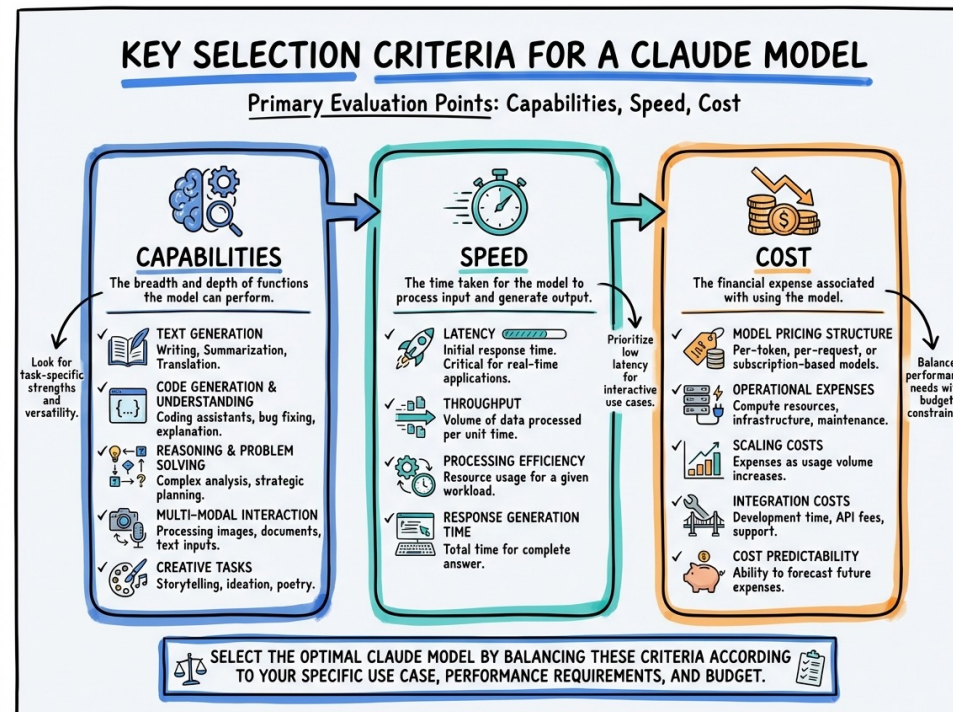 KEY SELECTION CRITERIA FOR A CLAUDE MODEL
Primary Evaluation Points: Capabilities, Speed, Cost
CAPABILITIES
The breadth and depth of functions
the model can perform.
Look for
task-specific
strengths
and
versatility.
TEXT GENERATION
Writing, Summarization,
Translation.
CODE GENERATION &
UNDERSTANDING
{...}
Coding assistants, bug fixing,
explanation.
REASONING & PROBLEM
SOLVING
Complex analysis, strategic
planning.
MULTI-MODAL INTERACTION
Processing images, documents,
text inputs.
CREATIVE TASKS
Storytelling, ideation, poetry.
SPEED
The time taken for the model to
process input and generate output.
Prioritize
low
latency
for
interactive
use cases.
LATENCY
Initial response time.
Critical for real-time
applications.
THROUGHPUT
Volume of data processed
per unit time.
PROCESSING EFFICIENCY
Resource usage for a given
workload.
RESPONSE GENERATION
TIME
Total time for complete
answer.
$
COST
The financial expense associated
with using the model.
Balance
performan
needs wi
budget
constrain
MODEL PRICING STRUCTURE
Per-token, per-request, or
subscription-based models.
OPERATIONAL EXPENSES
Compute resources,
infrastructure, maintenance.
SCALING COSTS
Expenses as usage volume
increases.
INTEGRATION COSTS
Development time, API fees,
support.
COST PREDICTABILITY
Ability to forecast future
expenses.
SELECT THE OPTIMAL CLAUDE MODEL BY BALANCING THESE CRITERIA ACCORDING
TO YOUR SPECIFIC USE CASE, PERFORMANCE REQUIREMENTS, AND BUDGET.